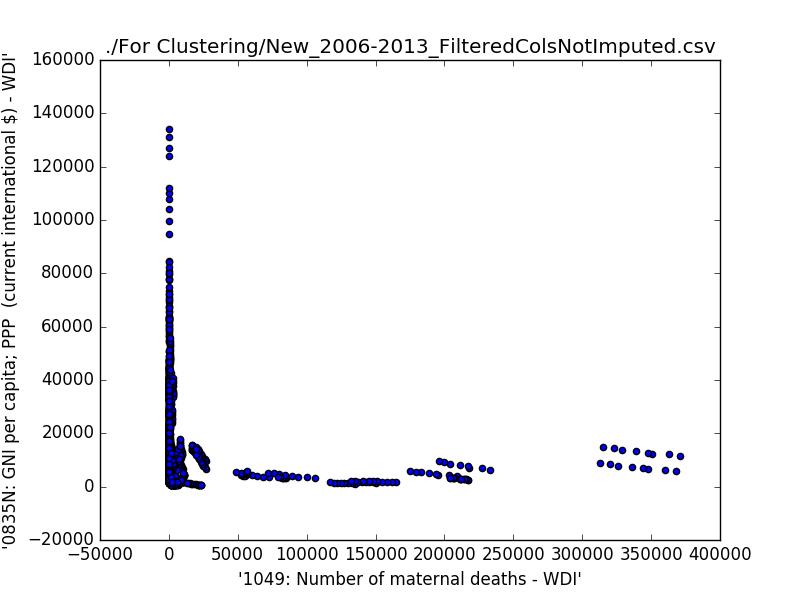 ./For Clustering/New_2006-2013_FilteredColsNotImputed.csv
'0835N: GNI per capita; PPP  (current international $) - WDI'
160000
140000
120000
100000
80000
60000
40000
20000
0
−20000
−50000 0 50000 100000 150000 200000 250000 300000 350000 400000
'1049: Number of maternal deaths - WDI'